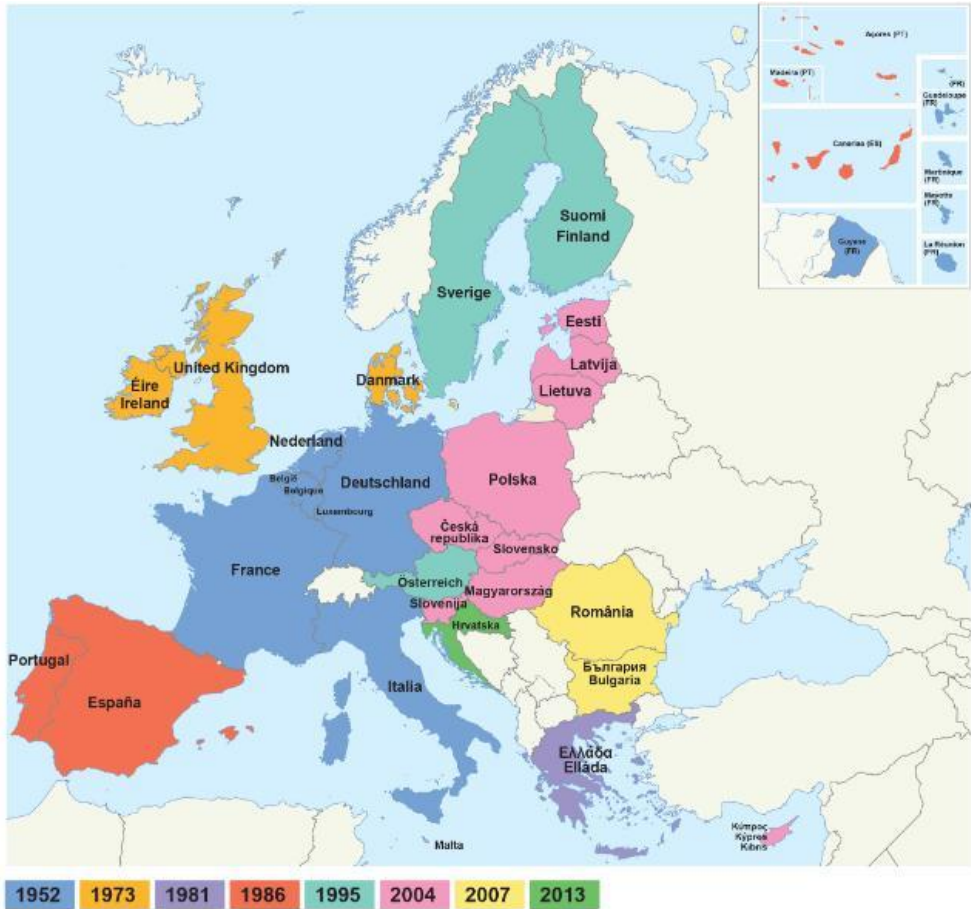 Açores (PT)
Madeira (PT)
(FR)
Guadeloupe
(FR)
Canarias (ES)
Martinique
(FR)
Mayotte
(FR)
Guyane
(FR)
La Réunion
(FR)
Suomi
Finland
Sverige
Eesti
Latvija
Lietuva
United Kingdom
Éire
Ireland
Danmark
Nederland
België
Belgique
Luxembourg
Deutschland
Polska
Česká
republika
Slovensko
France
Österreich
Magyarország
Slovenija
Hrvatska
România
България
Bulgaria
Portugal
España
Italia
Ελλάδα
Elláda
Malta
Κύπρος
Kýpros
Kıbrıs
1952 1973 1981 1986 1995 2004 2007 2013